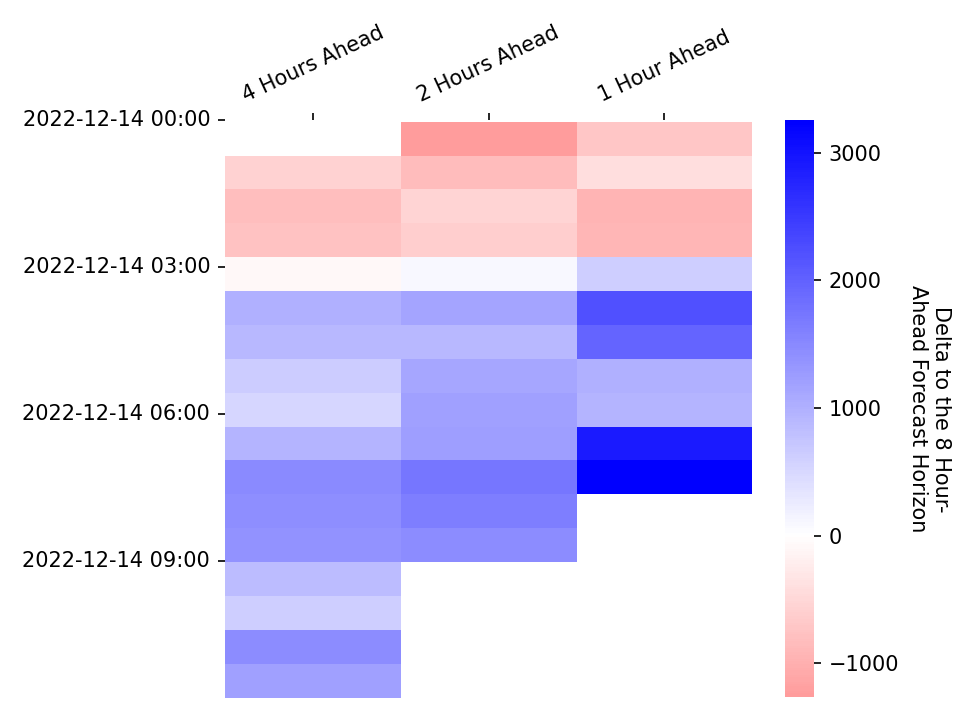 4 Hours Ahead
2 Hours Ahead
1 Hour Ahead
2022-12-14 00:00
2022-12-14 03:00
2022-12-14 06:00
2022-12-14 09:00
3000
2000
1000
0
−1000
Delta to the 8 Hour-
Ahead Forecast Horizon